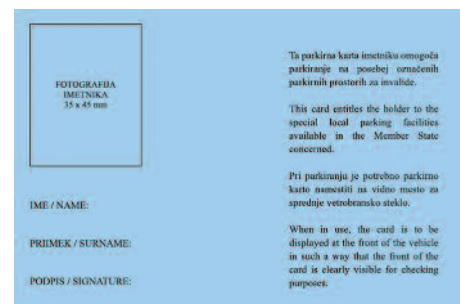 FOTOGRAFIJA
IMETNIKA
35 x 45 mm
IME / NAME:
PRIIMEK / SURNAME:
PODPIS / SIGNATURE:
Ta parkirna karta imetniku omogoča
parkiranje na posebej označenih
parkirnih prostorih za invalide.
This card entitles the holder to the
special local parking facilities
available in the Member State
concerned.
Pri parkiranju je potrebno parkirno
karto namestiti na vidno mesto za
sprednje vetrobransko steklo.
When in use, the card is to be
displayed at the front of the vehicle
in such a way that the front of the
card is clearly visible for checking
purposes.